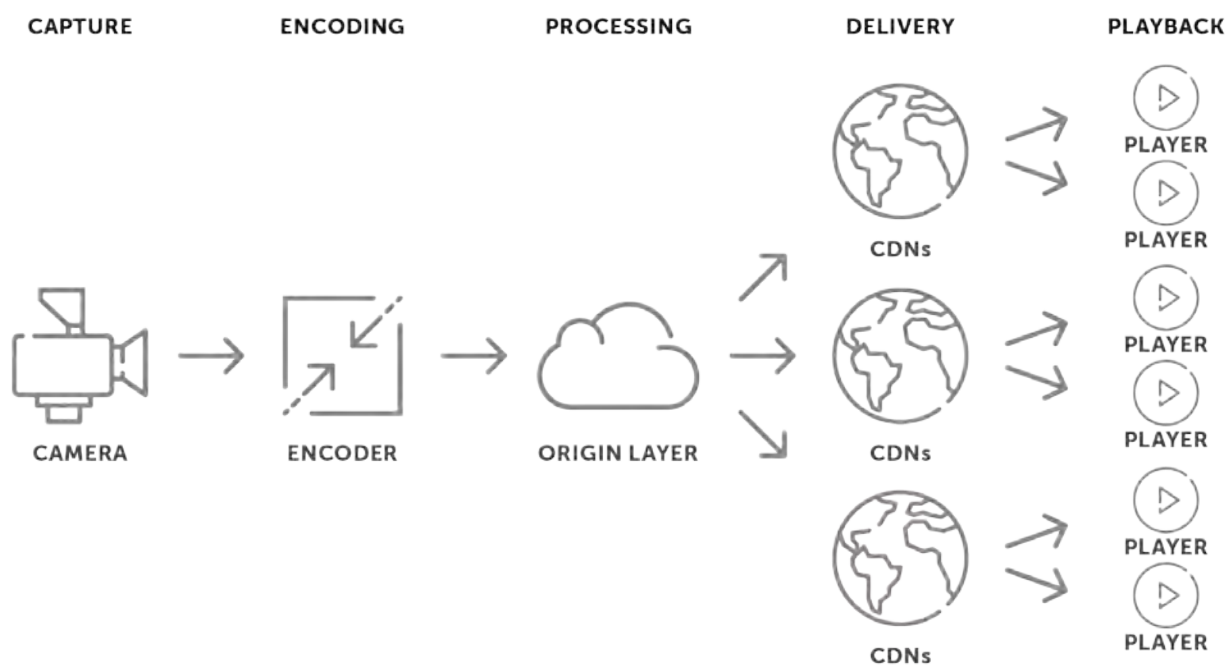 CAPTURE
ENCODING
PROCESSING
DELIVERY
PLAYBACK
CAMERA
ENCODER
ORIGIN LAYER
CDNs
PLAYER
PLAYER
CDNs
PLAYER
PLAYER
CDNs
PLAYER
PLAYER